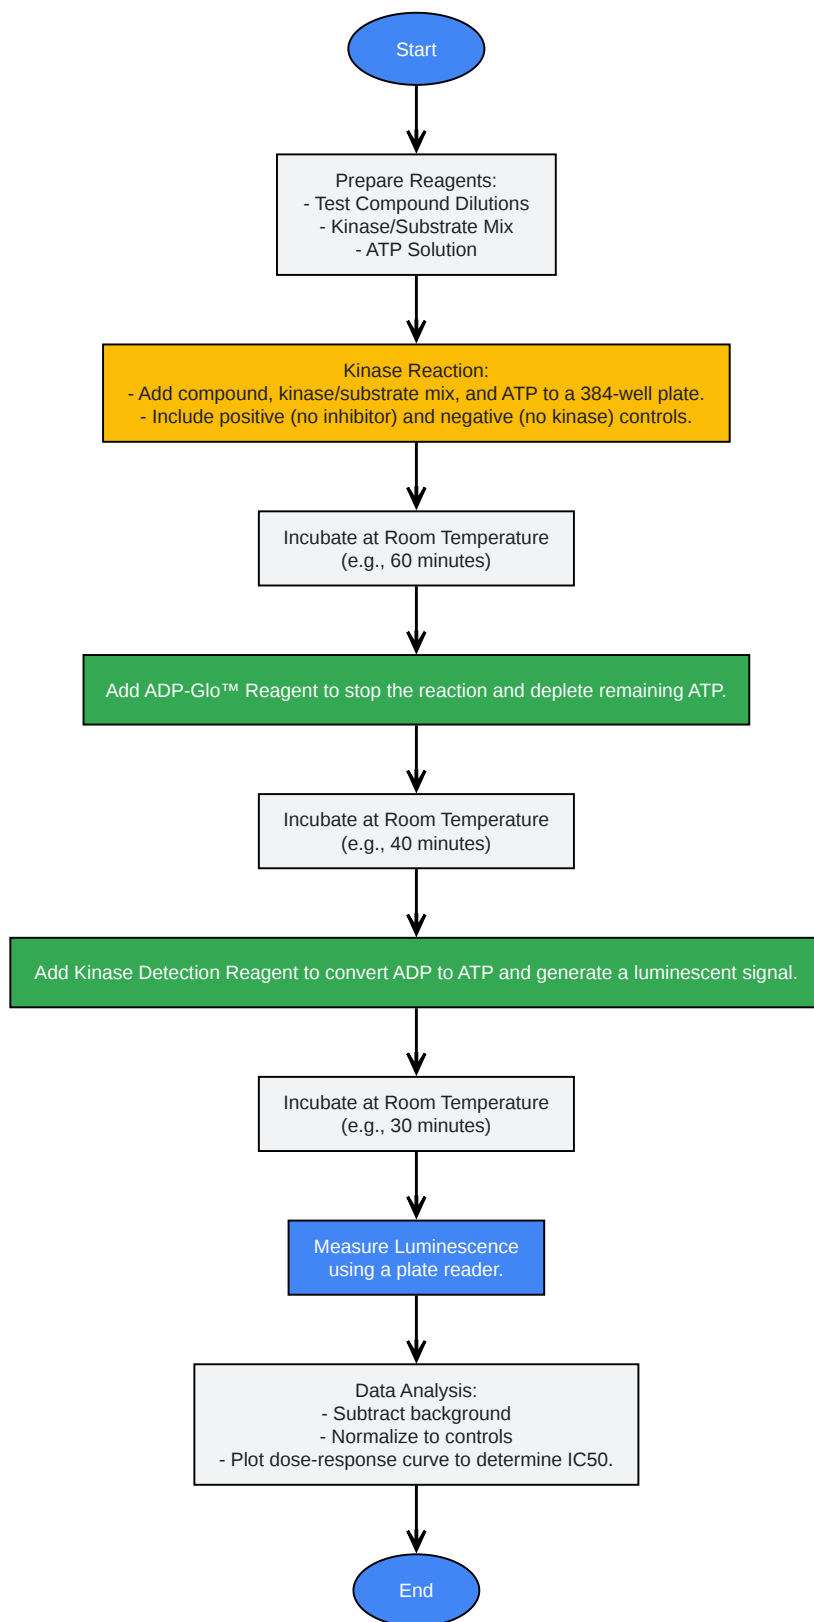 Start
Prepare Reagents:
- Test Compound Dilutions
- Kinase/Substrate Mix
- ATP Solution
Kinase Reaction:
- Add compound, kinase/substrate mix, and ATP to a 384-well plate.
- Include positive (no inhibitor) and negative (no kinase) controls.
Incubate at Room Temperature
(e.g., 60 minutes)
Add ADP-Glo™ Reagent to stop the reaction and deplete remaining ATP.
Incubate at Room Temperature
(e.g., 40 minutes)
Add Kinase Detection Reagent to convert ADP to ATP and generate a luminescent signal.
Incubate at Room Temperature
(e.g., 30 minutes)
Measure Luminescence
using a plate reader.
Data Analysis:
- Subtract background
- Normalize to controls
- Plot dose-response curve to determine IC50.
End